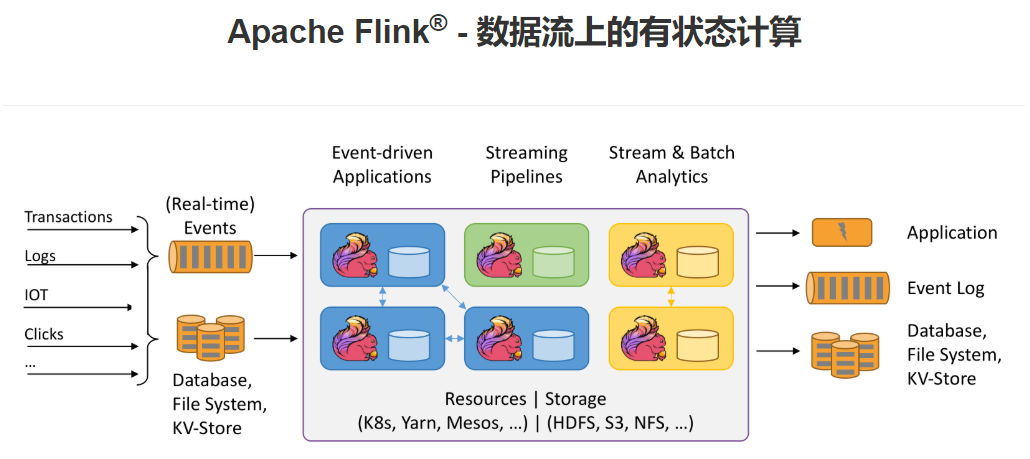 Apache Flink® - 数据流上的有状态计算
Event-driven
Applications
Streaming
Pipelines
Stream & Batch
Analytics
Transactions
Logs
IOT
Clicks
...
(Real-time)
Events
Database,
File System,
KV-Store
Resources | Storage
(K8s, Yarn, Mesos, ...) | (HDFS, S3, NFS, ...)
Application
Event Log
Database,
File System,
KV-Store